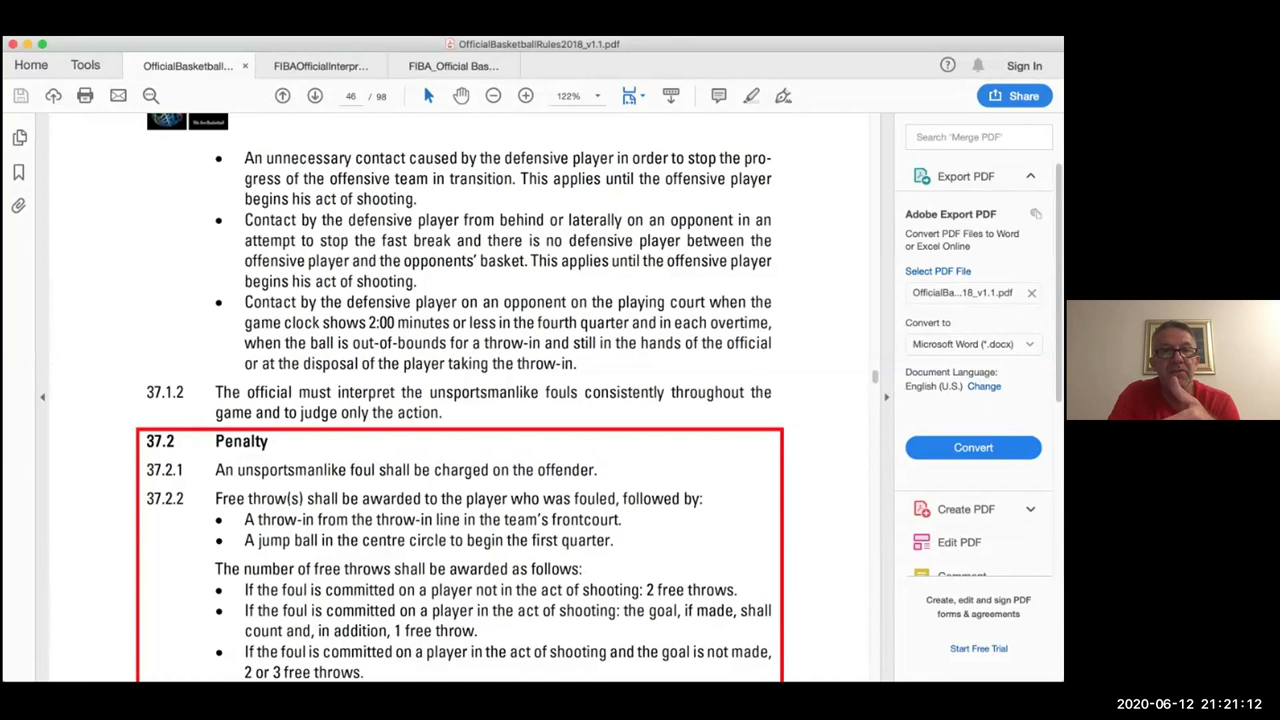 OfficialBasketballRules2018_v1.1.pdf
Home Tools OfficialBasketball... × FIBAOfficialInterpr... FIBA_Official Bas... Sign In
46 / 98 122% Share
An unnecessary contact caused by the defensive player in order to stop the pro-
gress of the offensive team in transition. This applies until the offensive player
begins his act of shooting.
Contact by the defensive player from behind or laterally on an opponent in an
attempt to stop the fast break and there is no defensive player between the
offensive player and the opponents' basket. This applies until the offensive player
begins his act of shooting.
Contact by the defensive player on an opponent on the playing court when the
game clock shows 2:00 minutes or less in the fourth quarter and in each overtime,
when the ball is out-of-bounds for a throw-in and still in the hands of the official
or at the disposal of the player taking the throw-in.
37.1.2 The official must interpret the unsportsmanlike fouls consistently throughout the
game and to judge only the action.
37.2 Penalty
37.2.1 An unsportsmanlike foul shall be charged on the offender.
37.2.2 Free throw(s) shall be awarded to the player who was fouled, followed by:
A throw-in from the throw-in line in the team's frontcourt.
A jump ball in the centre circle to begin the first quarter.
The number of free throws shall be awarded as follows:
If the foul is committed on a player not in the act of shooting: 2 free throws.
If the foul is committed on a player in the act of shooting: the goal, if made, shall
count and, in addition, 1 free throw.
If the foul is committed on a player in the act of shooting and the goal is not made,
2 or 3 free throws.
Search 'Merge PDF'
Export PDF
Adobe Export PDF
Convert PDF Files to Word
or Excel Online
Select PDF File
OfficialBa...18_v1.1.pdf
Convert to
Microsoft Word (*.docx)
Document Language:
English (U.S.) Change
Convert
Create PDF
Edit PDF
Comment
Create, edit and sign PDF
forms & agreements
Start Free Trial
2020-06-12 21:21:12